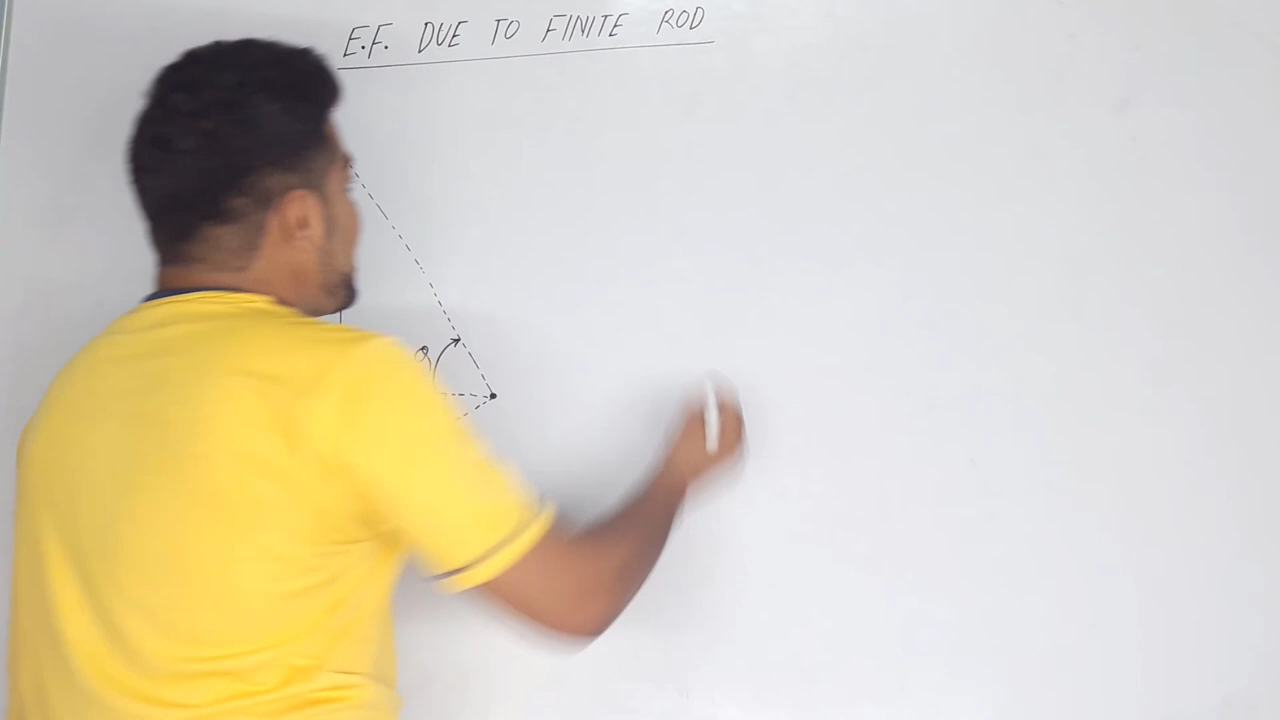 E.F. DUE TO FINITE ROD
θ